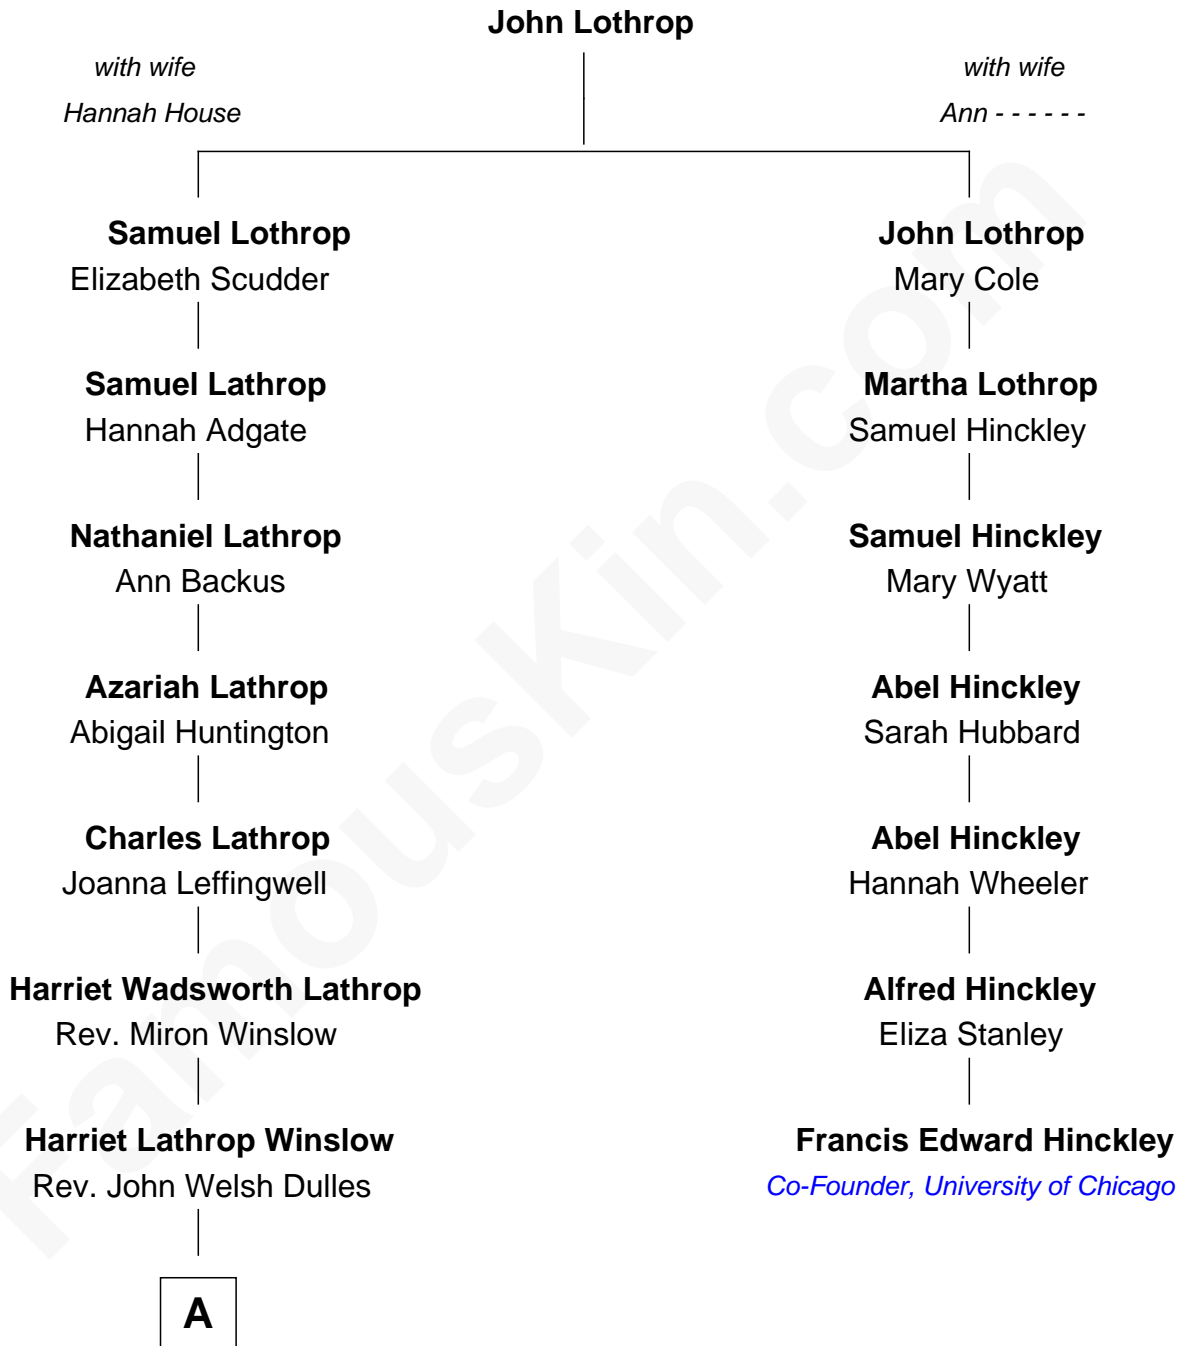 John Lothrop
with wife
Hannah House
with wife
Ann - - - - - -
Samuel Lothrop
Elizabeth Scudder
John Lothrop
Mary Cole
Samuel Lathrop
Hannah Adgate
Martha Lothrop
Samuel Hinckley
Nathaniel Lathrop
Ann Backus
Samuel Hinckley
Mary Wyatt
Azariah Lathrop
Abigail Huntington
Abel Hinckley
Sarah Hubbard
Charles Lathrop
Joanna Leffingwell
Abel Hinckley
Hannah Wheeler
Harriet Wadsworth Lathrop
Rev. Miron Winslow
Alfred Hinckley
Eliza Stanley
Harriet Lathrop Winslow
Rev. John Welsh Dulles
Francis Edward Hinckley
Co-Founder, University of Chicago
A
FamousKin.com